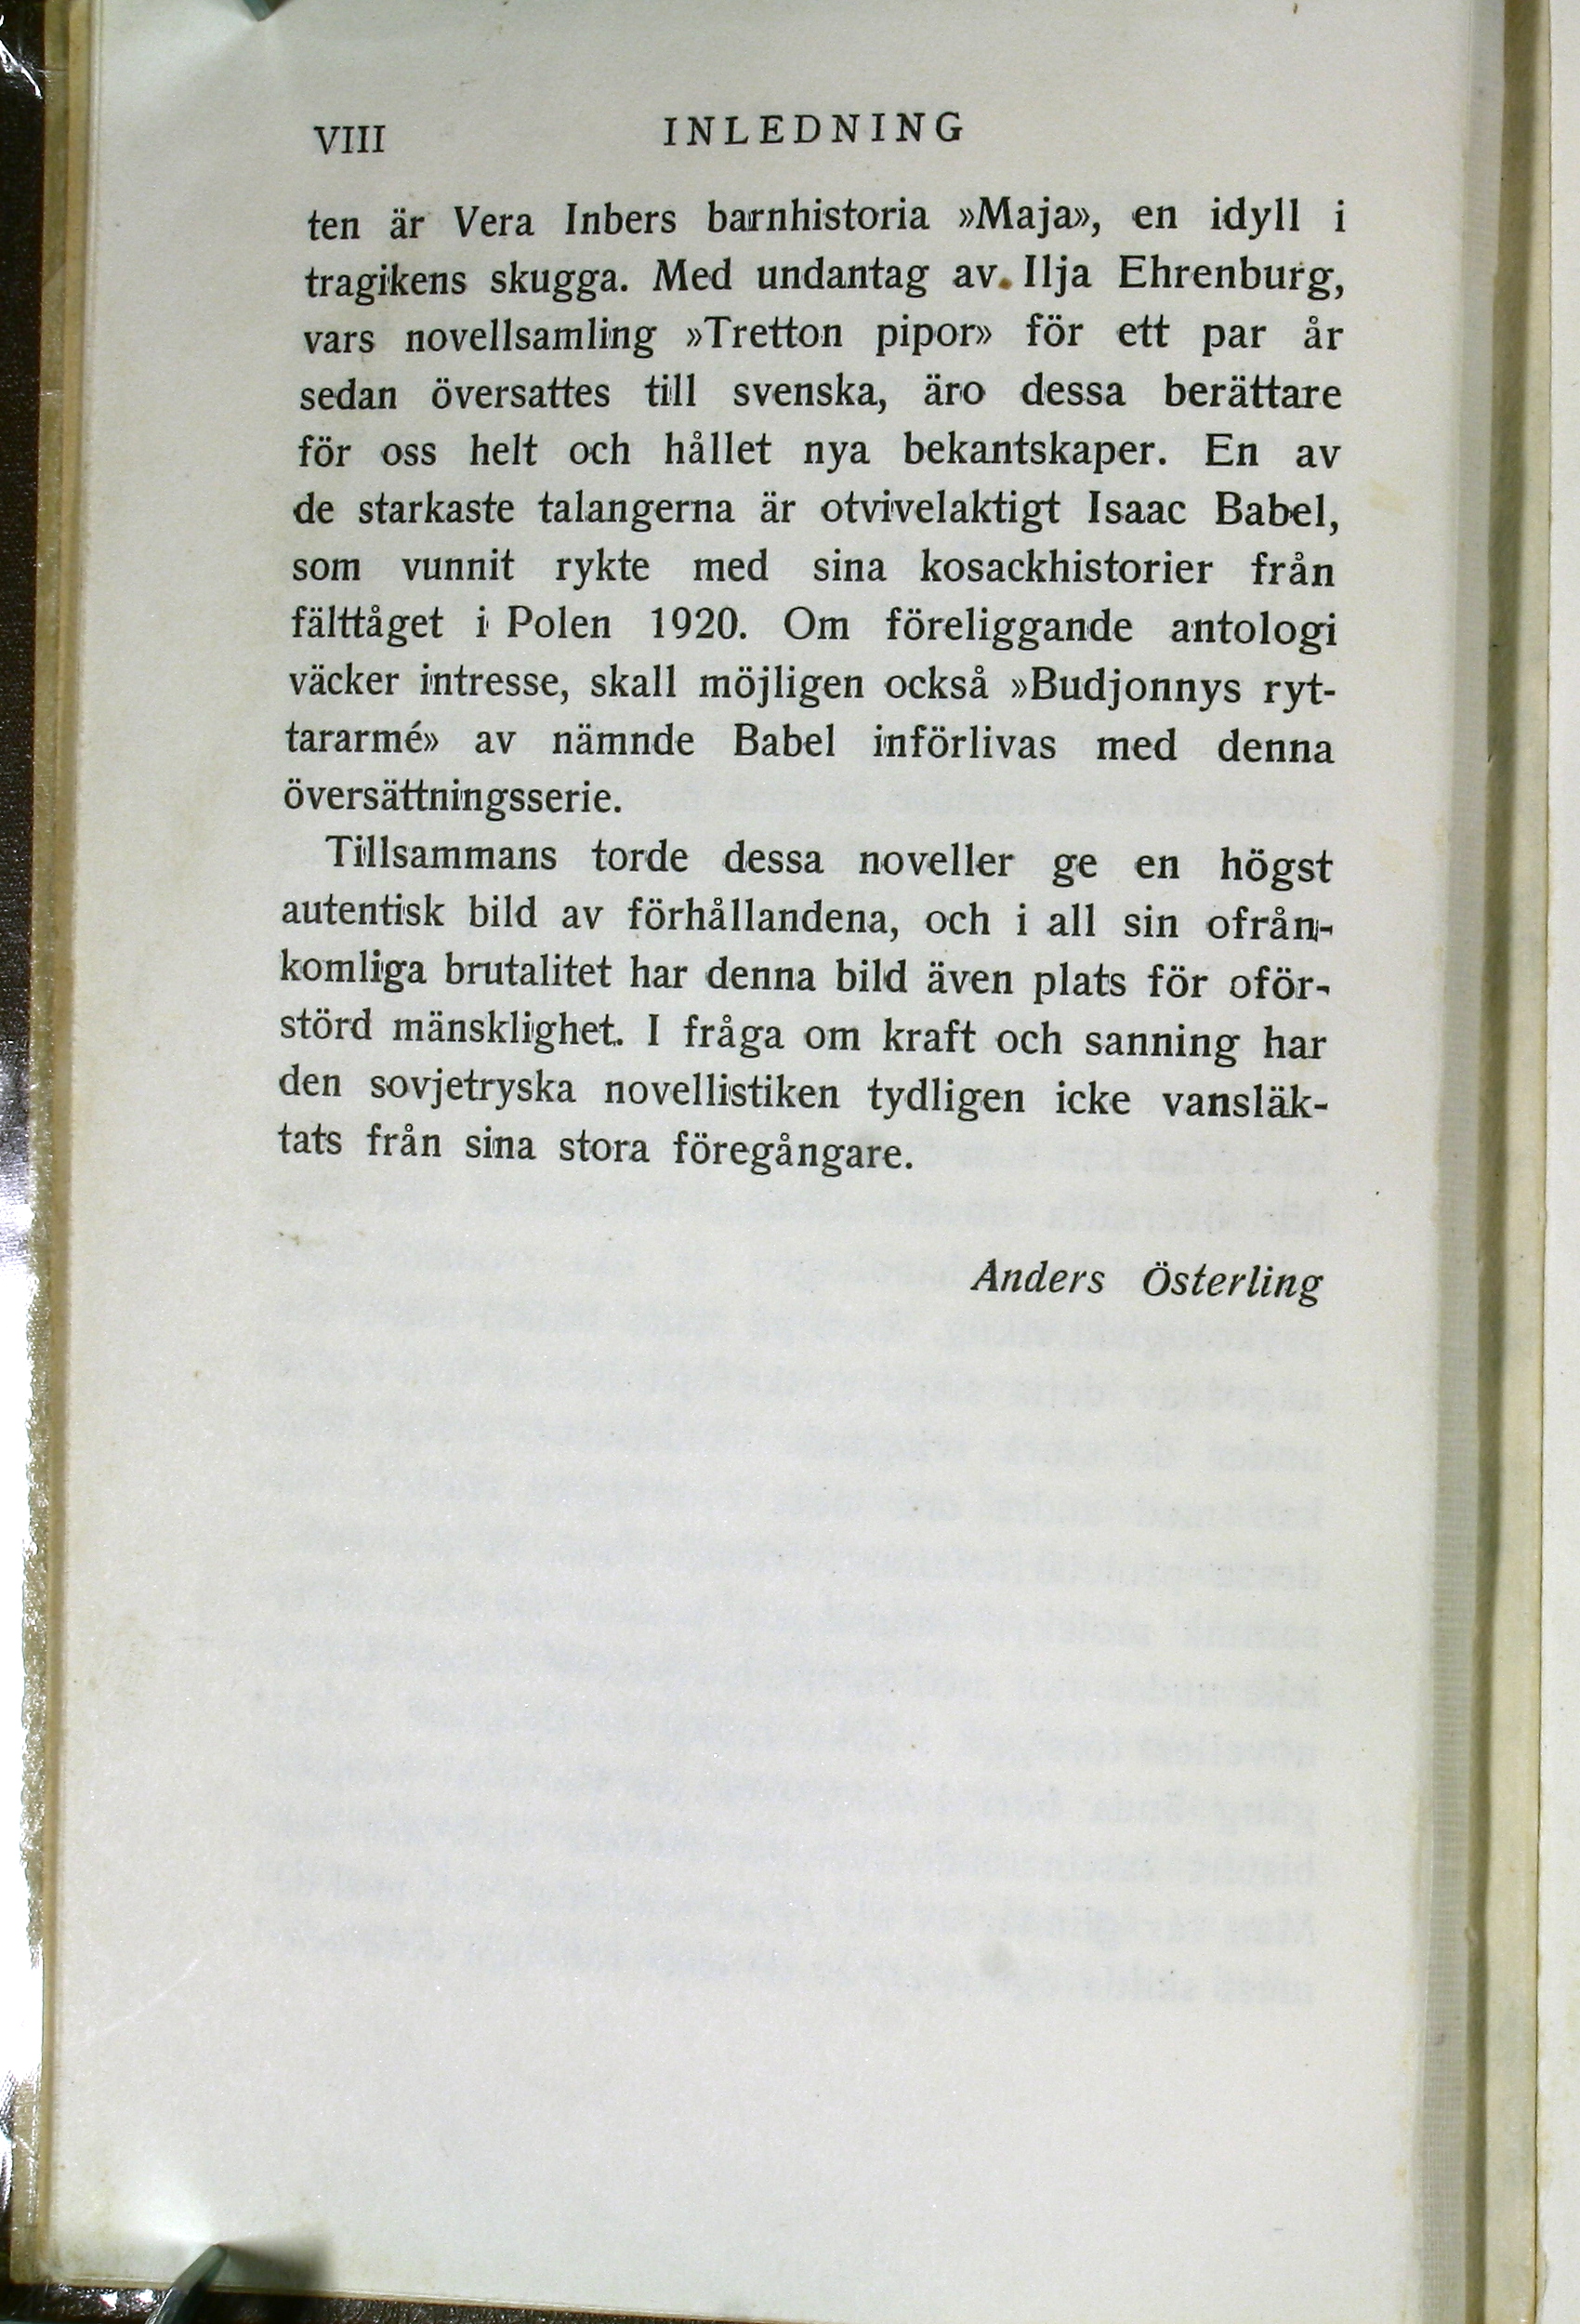 VIII INLEDNING
ten är Vera Inbers barnhistoria »Maja», en idyll i
tragikens skugga. Med undantag av Ilja Ehrenburg,
vars novellsamling »Tretton pipor» för ett par år
sedan översattes till svenska, äro dessa berättare
för oss helt och hållet nya bekantskaper. En av
de starkaste talangerna är otvivelaktigt Isaac Babel,
som vunnit rykte med sina kosackhistorier från
fälttåget i Polen 1920. Om föreliggande antologi
väcker intresse, skall möjligen också »Budjonnys ryt-
tararmé» av nämnde Babel införlivas med denna
översättningsserie.
Tillsammans torde dessa noveller ge en högst
autentisk bild av förhållandena, och i all sin ofrån-
komliga brutalitet har denna bild även plats för oför-
störd mänsklighet. I fråga om kraft och sanning har
den sovjetryska novellistiken tydligen icke vansläk-
tats från sina stora föregångare.
Anders Österling